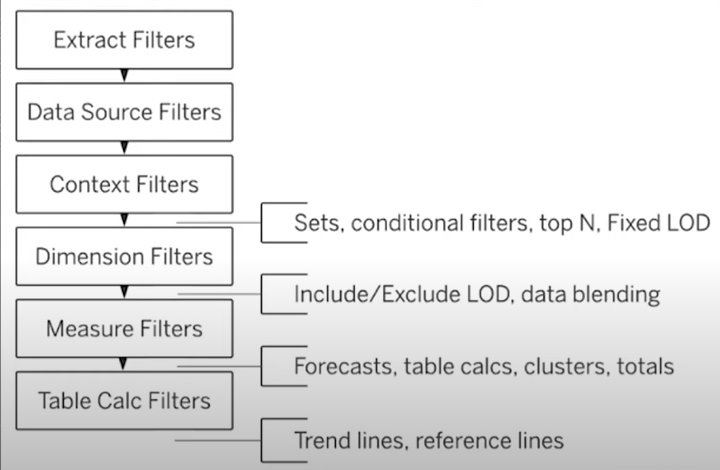 Extract Filters
Data Source Filters
Context Filters
Sets, conditional filters, top N, Fixed LOD
Dimension Filters
Include/Exclude LOD, data blending
Measure Filters
Forecasts, table calcs, clusters, totals
Table Calc Filters
Trend lines, reference lines